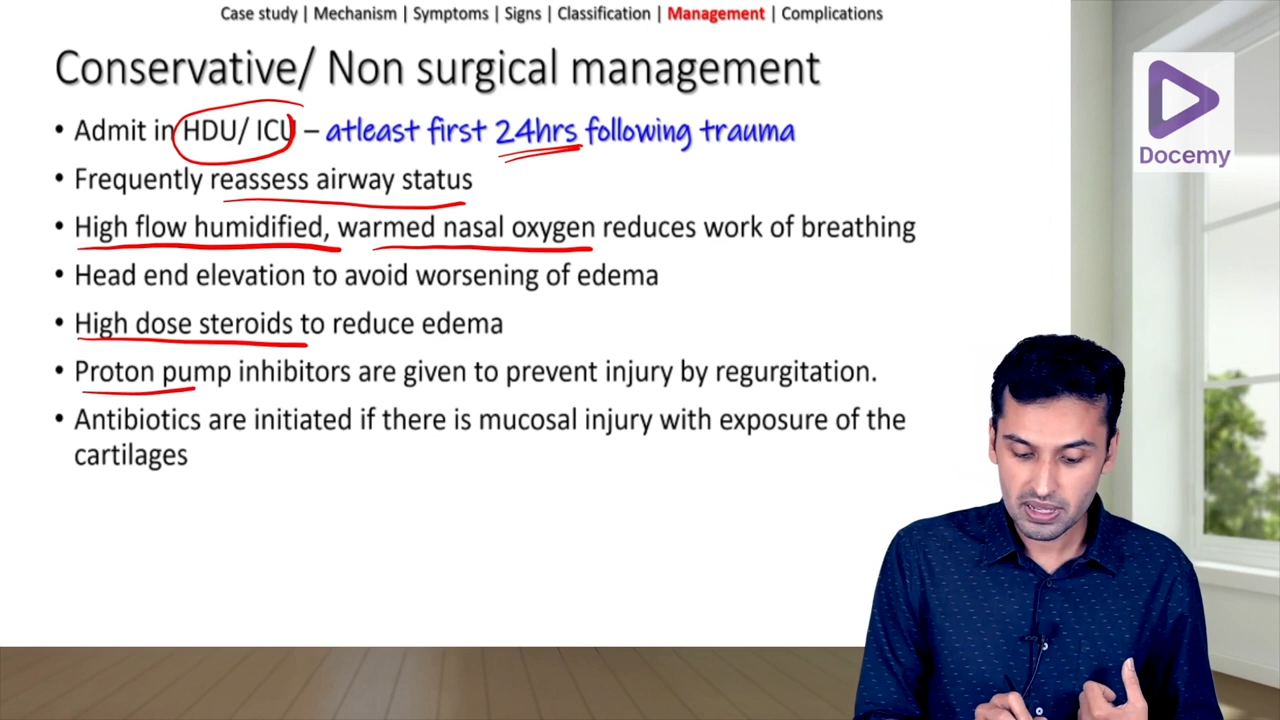 Case study | Mechanism | Symptoms | Signs | Classification | Management | Complications
Conservative/ Non surgical management
• Admit in HDU/ ICU – atleast first 24hrs following trauma
• Frequently reassess airway status
• High flow humidified, warmed nasal oxygen reduces work of breathing
• Head end elevation to avoid worsening of edema
• High dose steroids to reduce edema
• Proton pump inhibitors are given to prevent injury by regurgitation.
• Antibiotics are initiated if there is mucosal injury with exposure of the
cartilages
Docemy